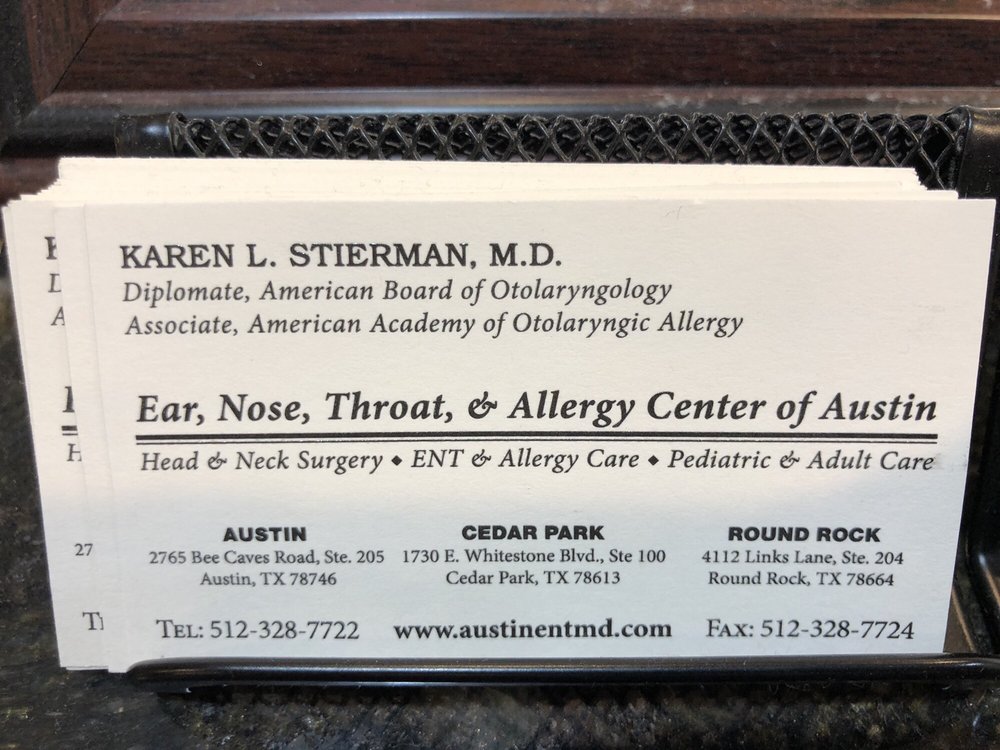 KAREN L. STIERMAN, M.D.
Diplomate, American Board of Otolaryngology
Associate, American Academy of Otolaryngic Allergy
Ear, Nose, Throat, & Allergy Center of Austin
Head & Neck Surgery ◆ ENT & Allergy Care ◆ Pediatric & Adult Care
AUSTIN
2765 Bee Caves Road, Ste. 205
Austin, TX 78746
CEDAR PARK
1730 E. Whitestone Blvd., Ste 100
Cedar Park, TX 78613
ROUND ROCK
4112 Links Lane, Ste. 204
Round Rock, TX 78664
TEL: 512-328-7722 www.austinentmd.com FAX: 512-328-7724